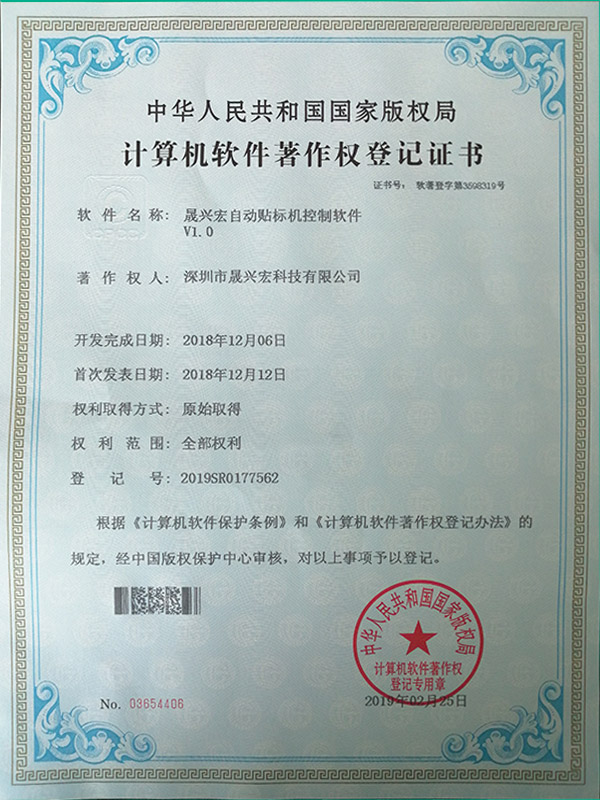 中华人民共和国国家版权局
计算机软件著作权登记证书
证书号： 软著登字第3598319号
软件名称： 晟兴宏自动贴标机控制软件
V1.0
著作权人： 深圳市晟兴宏科技有限公司
开发完成日期： 2018年12月06日
首次发表日期： 2018年12月12日
权利取得方式： 原始取得
权利范围： 全部权利
登记号： 2019SR0177562
根据《计算机软件保护条例》和《计算机软件著作权登记办法》的
规定，经中国版权保护中心审核，对以上事项予以登记。
中华人民共和国国家版权局
计算机软件著作权
登记专用章
No. 03654406
2019年02月25日